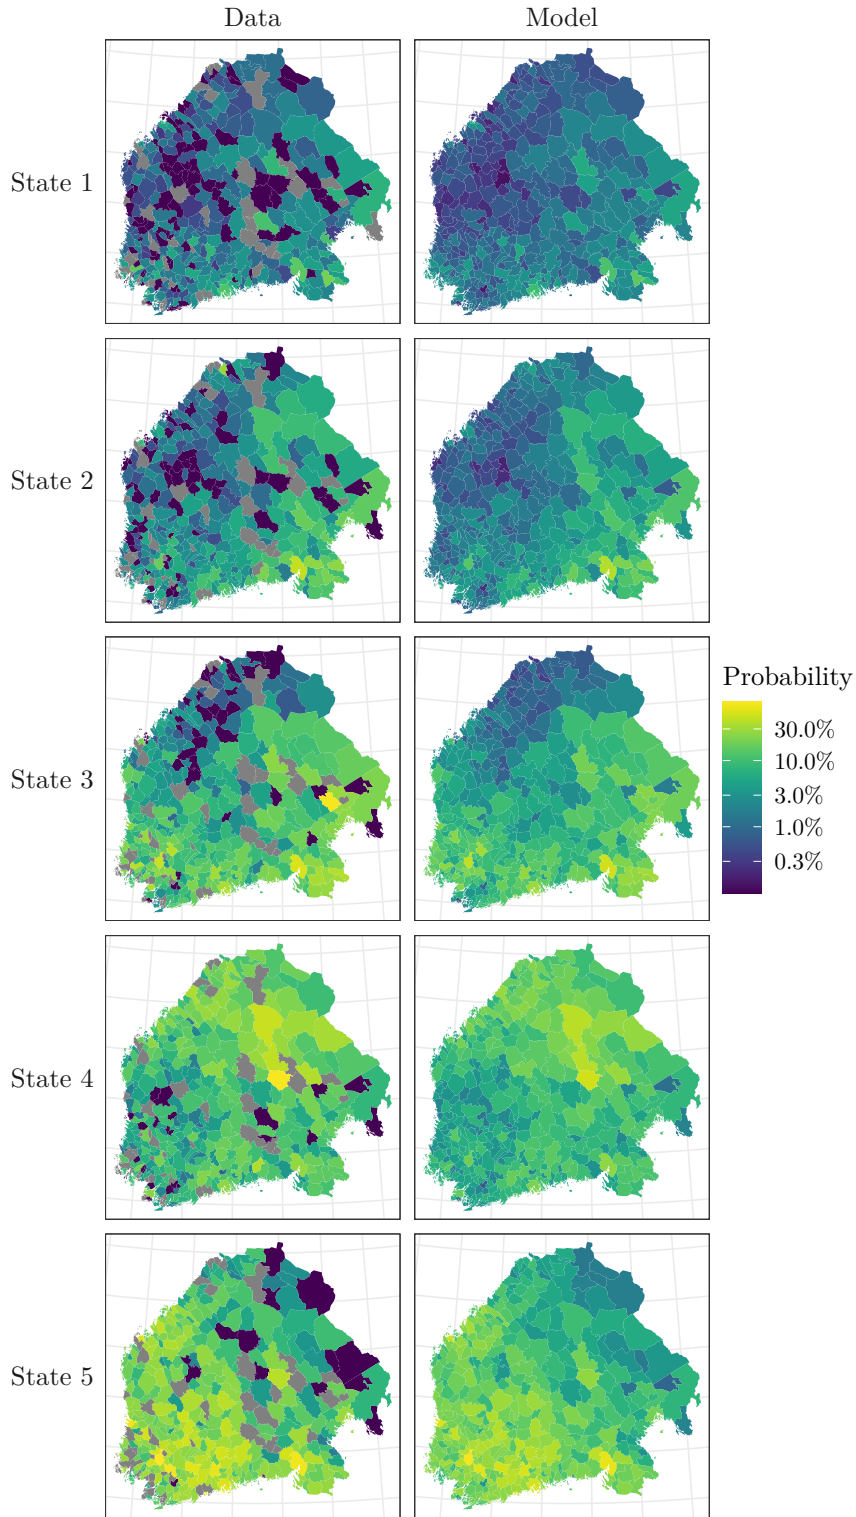 Data
Model
State 1
State 2
State 3
Probability
30.0%
10.0%
3.0%
1.0%
0.3%
State 4
State 5